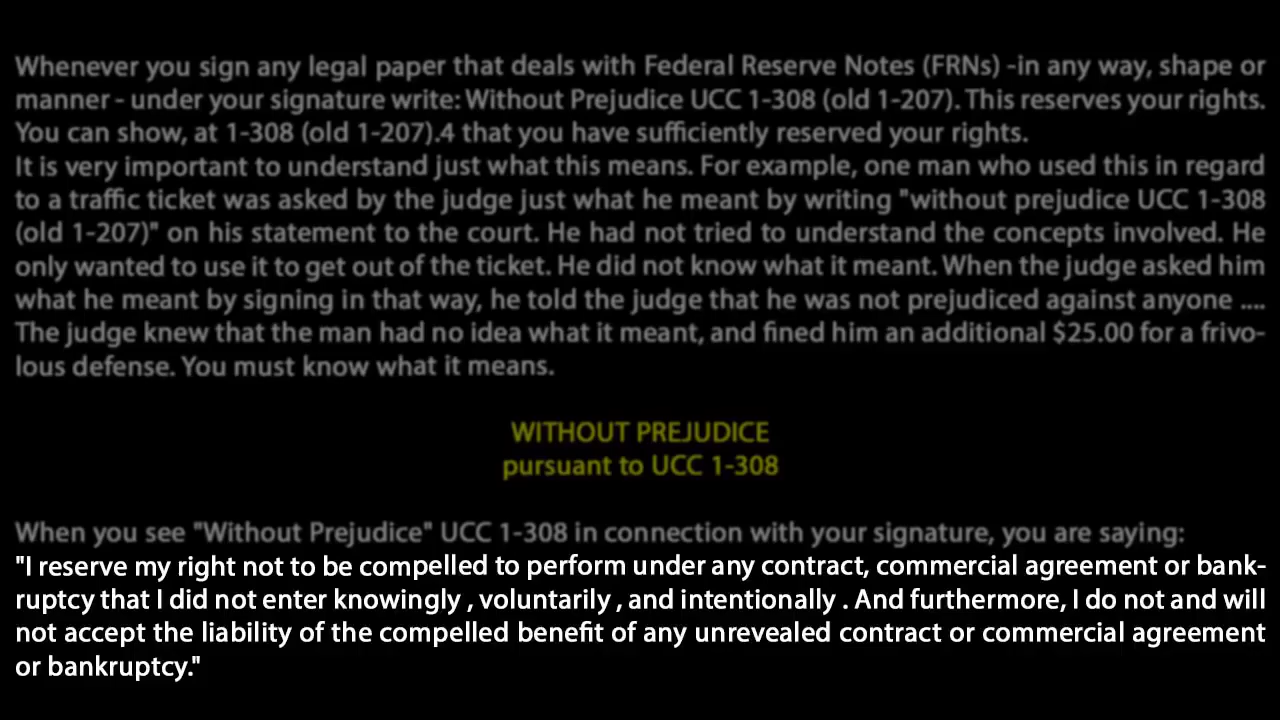 Whenever you sign any legal paper that deals with Federal Reserve Notes (FRNs) -in any way, shape or
manner - under your signature write: Without Prejudice UCC 1-308 (old 1-207). This reserves your rights.
You can show, at 1-308 (old 1-207).4 that you have sufficiently reserved your rights.
It is very important to understand just what this means. For example, one man who used this in regard
to a traffic ticket was asked by the judge just what he meant by writing "without prejudice UCC 1-308
(old 1-207)" on his statement to the court. He had not tried to understand the concepts involved. He
only wanted to use it to get out of the ticket. He did not know what it meant. When the judge asked him
what he meant by signing in that way, he told the judge that he was not prejudiced against anyone ....
The judge knew that the man had no idea what it meant, and fined him an additional $25.00 for a frivo-
lous defense. You must know what it means.
WITHOUT PREJUDICE
pursuant to UCC 1-308
When you see "Without Prejudice" UCC 1-308 in connection with your signature, you are saying:
"I reserve my right not to be compelled to perform under any contract, commercial agreement or bank-
ruptcy that I did not enter knowingly , voluntarily , and intentionally . And furthermore, I do not and will
not accept the liability of the compelled benefit of any unrevealed contract or commercial agreement
or bankruptcy."